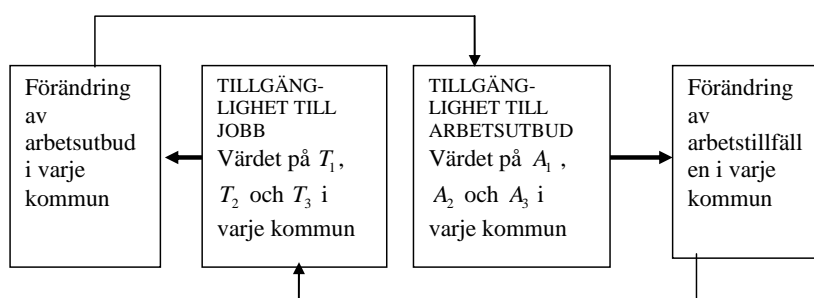 Förändring
av
arbetsutbud
i varje
kommun
TILLGÄNG-
LIGHET TILL
JOBB
Värdet på T₁,
T₂ och T₃ i
varje kommun
TILLGÄNG-
LIGHET TILL
ARBETSUTBUD
Värdet på A₁ ,
A₂ och A₃ i
varje kommun
Förändring
av
arbetstillfäll
en i varje
kommun